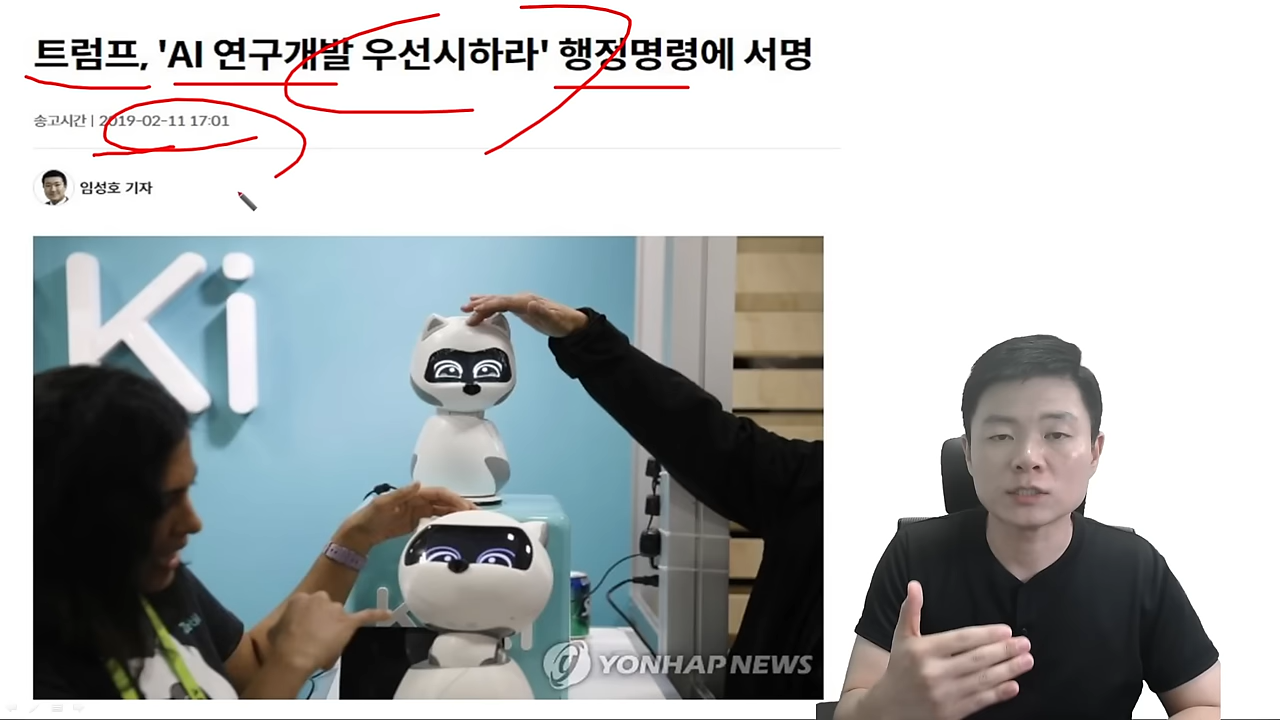 트럼프, 'AI 연구개발 우선시하라' 행정명령에 서명
송고시간 | 2019-02-11 17:01
임성호 기자
Ki
YONHAP NEWS